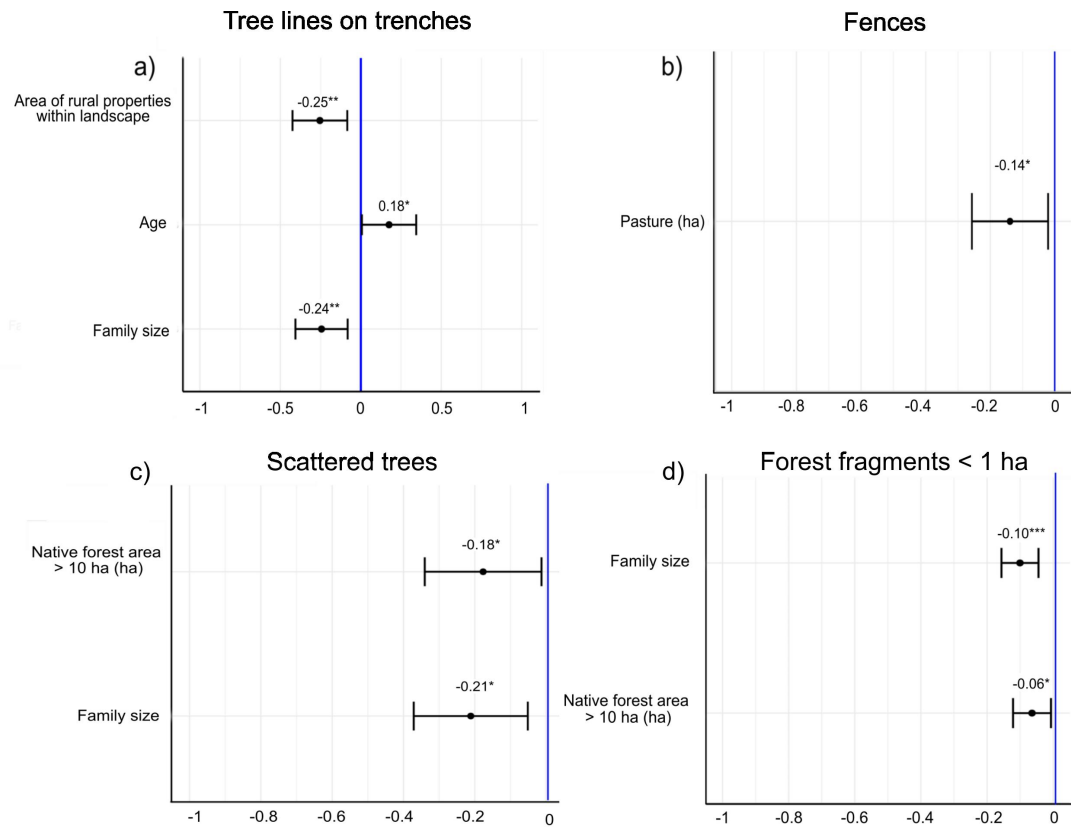 Tree lines on trenches
a)
Area of rural properties
within landscape
-0.25**
Age
0.18*
Family size
-0.24**
-1 -0.5 0 0.5 1
Fences
b)
Pasture (ha)
-0.14*
-1 -0.8 -0.6 -0.4 -0.2 0
Scattered trees
c)
Native forest area
> 10 ha (ha)
-0.18*
Family size
-0.21*
-1 -0.8 -0.6 -0.4 -0.2 0
Forest fragments < 1 ha
d)
Family size
-0.10***
Native forest area
> 10 ha (ha)
-0.06*
-1 -0.8 -0.6 -0.4 -0.2 0